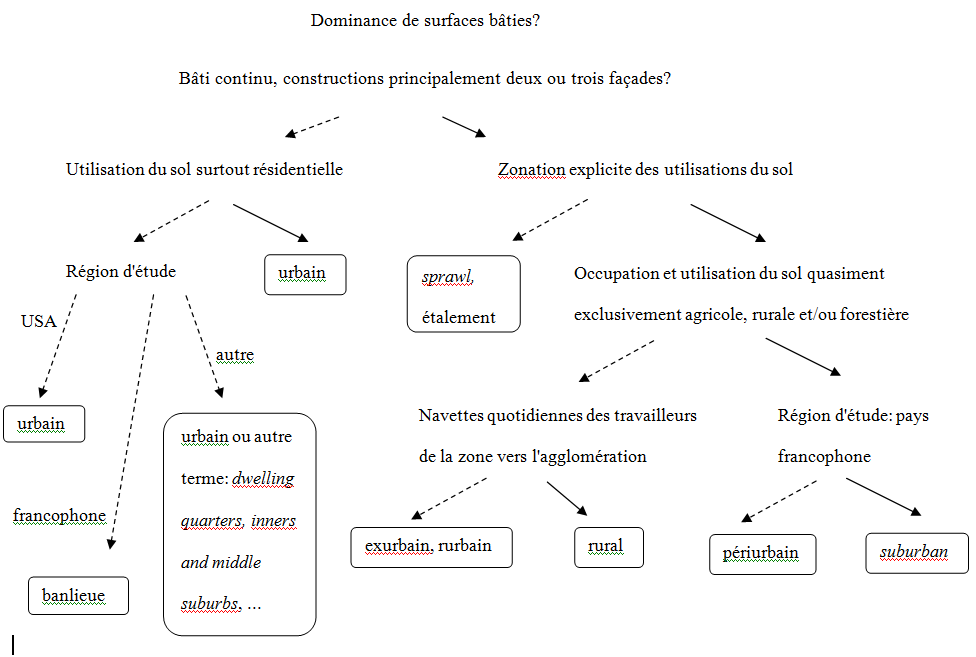 Dominance de surfaces bâties?
Bâti continu, constructions principalement deux ou trois façades?
Utilisation du sol surtout résidentielle
Zonation explicite des utilisations du sol
Région d'étude
urbain
sprawl,
étalement
Occupation et utilisation du sol quasiment
exclusivement agricole, rurale et/ou forestière
USA
autre
urbain
francophone
banlieue
urbain ou autre
terme: dwelling
quarters, inners
and middle
suburbs, ...
Navettes quotidiennes des travailleurs
de la zone vers l'agglomération
Région d'étude: pays
francophone
exurbain, rurbain
rural
périurbain
suburban